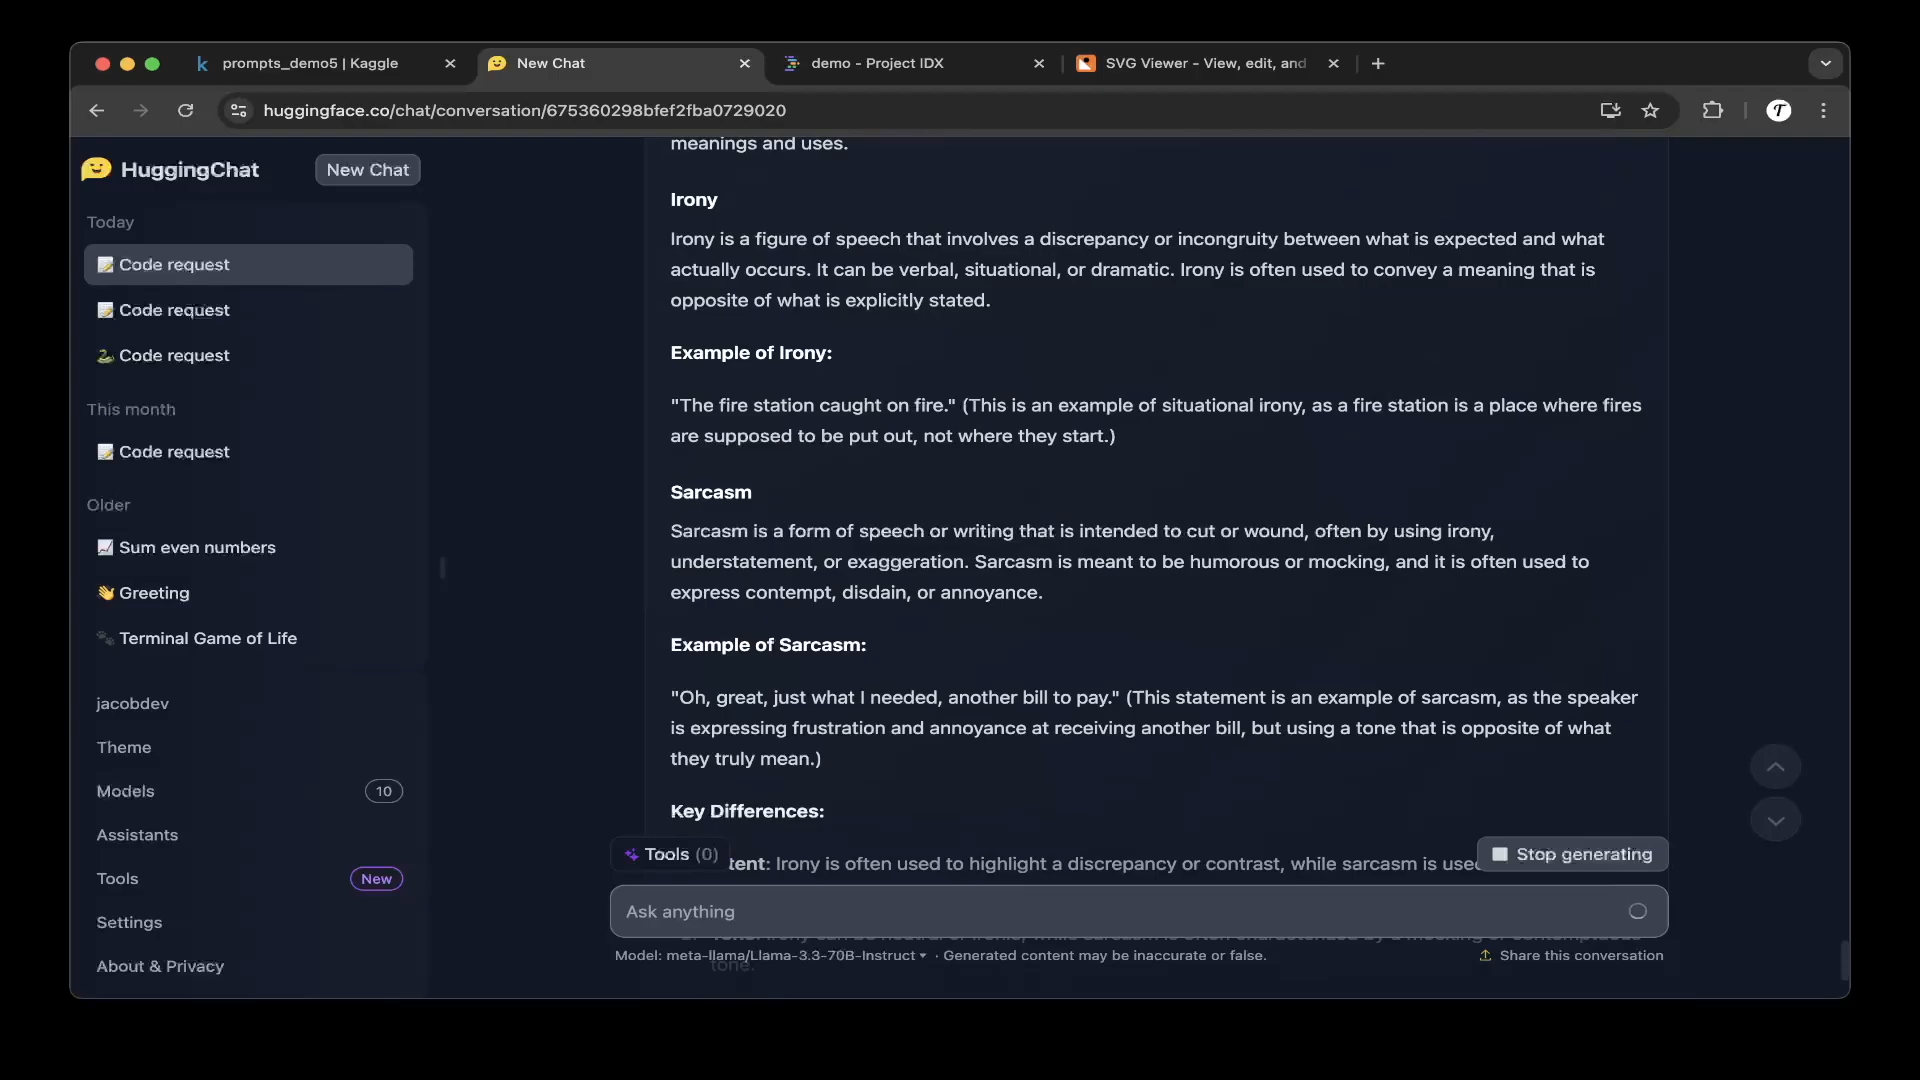 prompts_demo5 | Kaggle
New Chat
demo - Project IDX
SVG Viewer - View, edit, and
huggingface.co/chat/conversation/675360298bfef2fba0729020
HuggingChat
New Chat
Today
Code request
Code request
Code request
This month
Code request
Older
Sum even numbers
Greeting
Terminal Game of Life
jacobdev
Theme
Models
10
Assistants
Tools
New
Settings
About & Privacy
meanings and uses.
Irony
Irony is a figure of speech that involves a discrepancy or incongruity between what is expected and what
actually occurs. It can be verbal, situational, or dramatic. Irony is often used to convey a meaning that is
opposite of what is explicitly stated.
Example of Irony:
"The fire station caught on fire." (This is an example of situational irony, as a fire station is a place where fires
are supposed to be put out, not where they start.)
Sarcasm
Sarcasm is a form of speech or writing that is intended to cut or wound, often by using irony,
understatement, or exaggeration. Sarcasm is meant to be humorous or mocking, and it is often used to
express contempt, disdain, or annoyance.
Example of Sarcasm:
"Oh, great, just what I needed, another bill to pay." (This statement is an example of sarcasm, as the speaker
is expressing frustration and annoyance at receiving another bill, but using a tone that is opposite of what
they truly mean.)
Key Differences:
Tools (0)
tent: Irony is often used to highlight a discrepancy or contrast, while sarcasm is use
Stop generating
Ask anything
tone.
Model: meta-llama/Llama-3.3-70B-Instruct · Generated content may be inaccurate or false.
Share this conversation